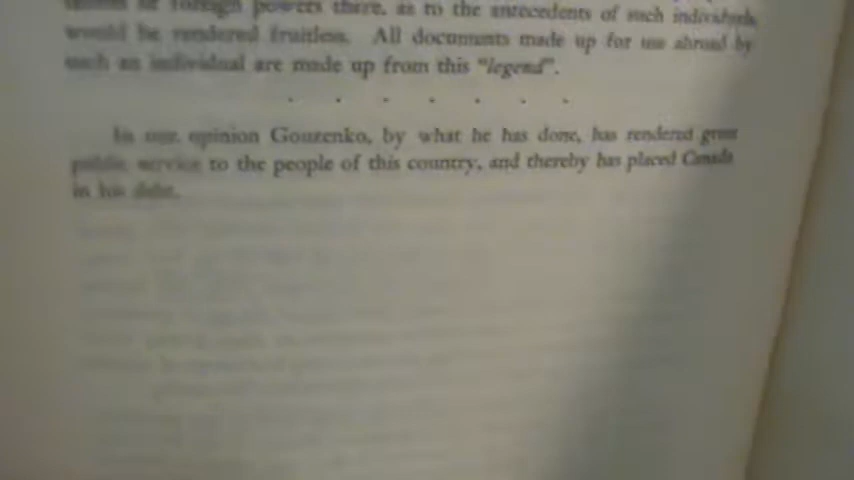 of foreign powers there, as to the antecedents of such individuals
would be rendered fruitless. All documents made up for use abroad by
such an individual are made up from this "legend".
. . . . . . .
In our opinion Gouzenko, by what he has done, has rendered great
public service to the people of this country, and thereby has placed Canada
in his debt.